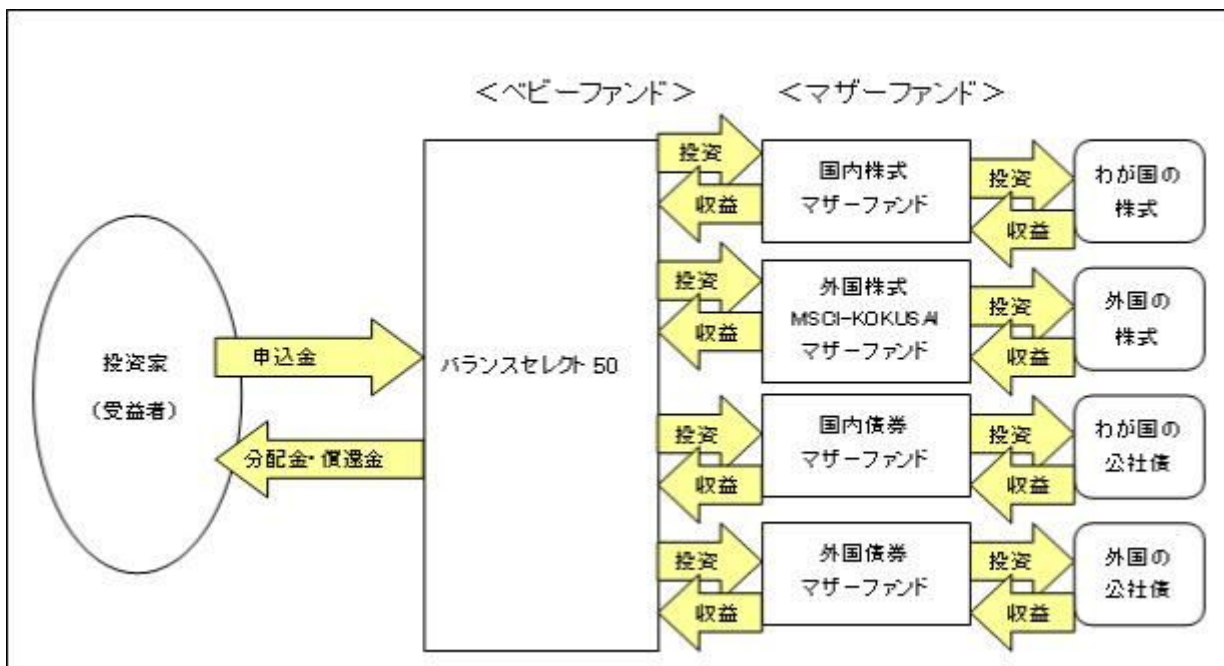 ＜ベビーファンド＞
＜マザーファンド＞
投資家
（受益者）
申込金
分配金・償還金
バランスセレクト 50
投資
収益
国内株式
マザーファンド
投資
収益
わが国の
株式
投資
収益
外国株式
MSCI-KOKUSAI
マザーファンド
投資
収益
外国の
株式
投資
収益
国内債券
マザーファンド
投資
収益
わが国の
公社債
投資
収益
外国債券
マザーファンド
投資
収益
外国の
公社債